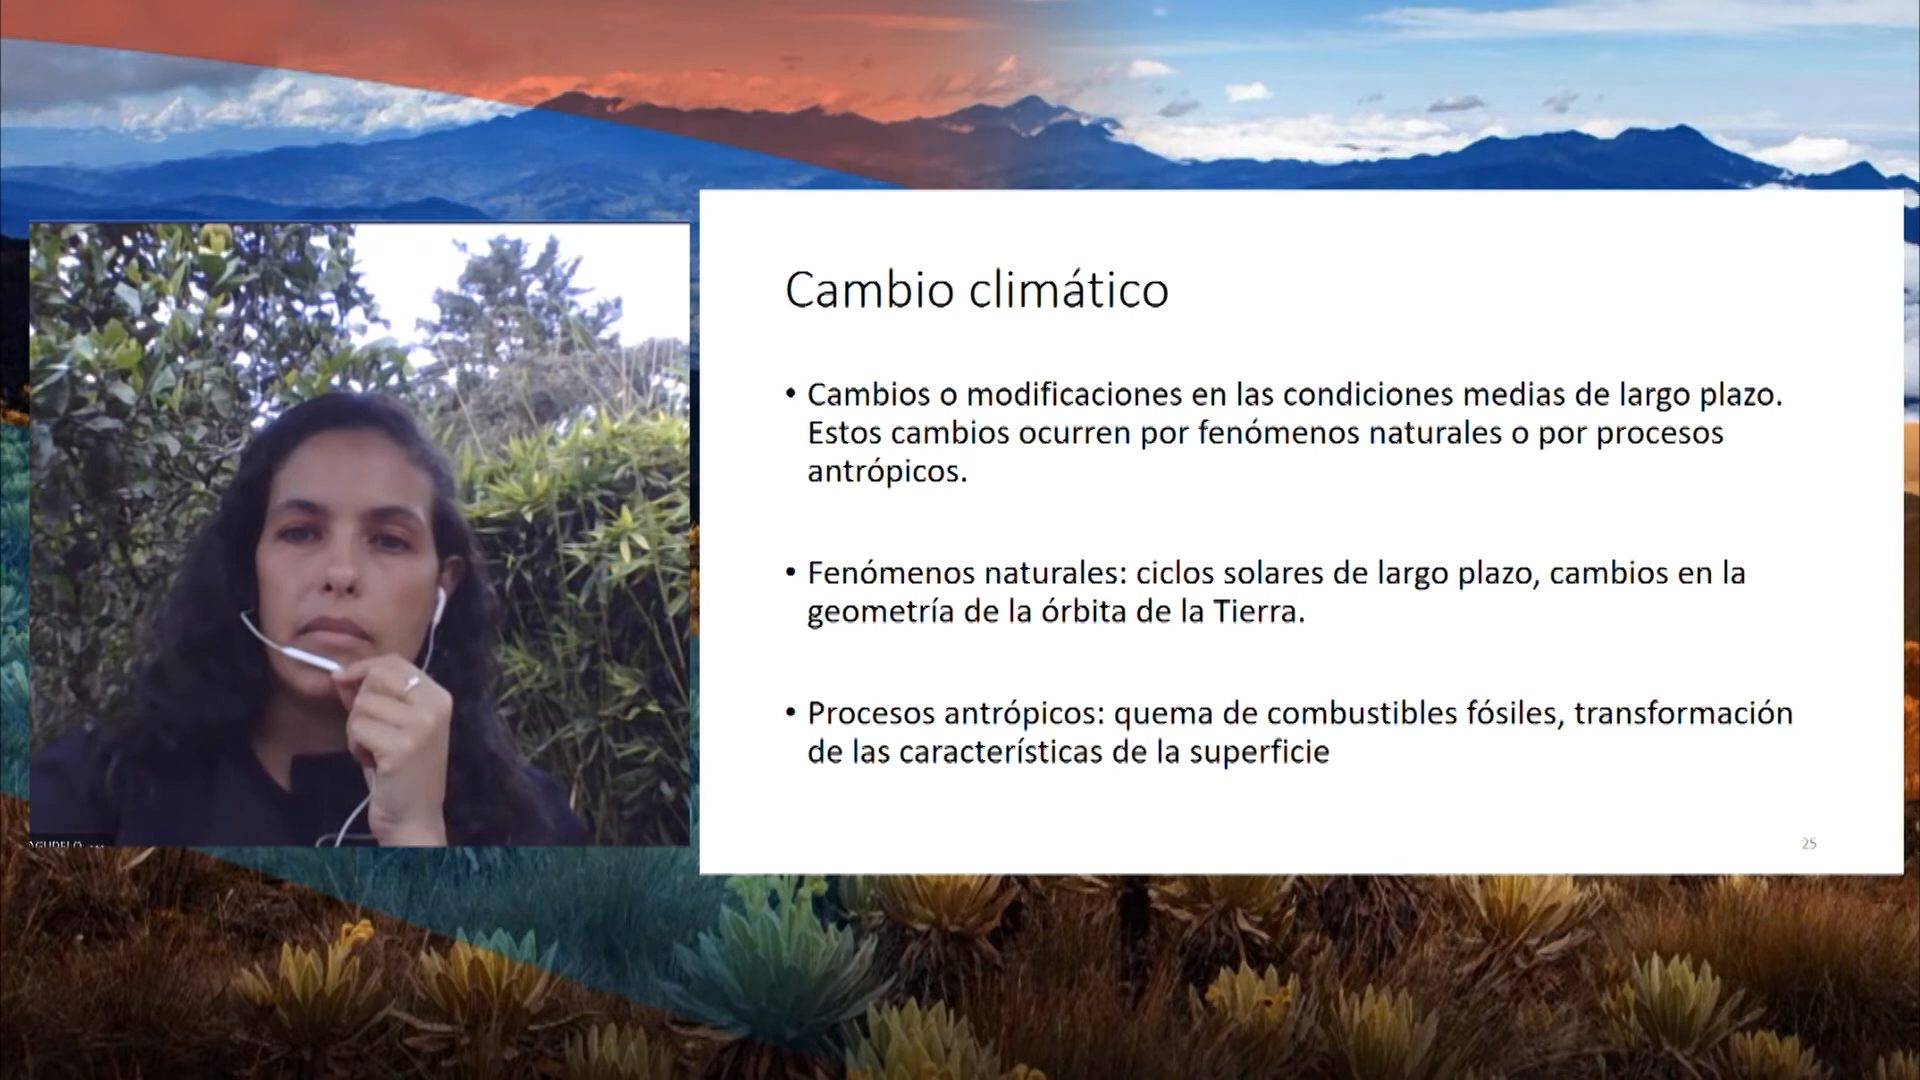 Cambio climático
• Cambios o modificaciones en las condiciones medias de largo plazo.
Estos cambios ocurren por fenómenos naturales o por procesos
antrópicos.
• Fenómenos naturales: ciclos solares de largo plazo, cambios en la
geometría de la órbita de la Tierra.
• Procesos antrópicos: quema de combustibles fósiles, transformación
de las características de la superficie
25